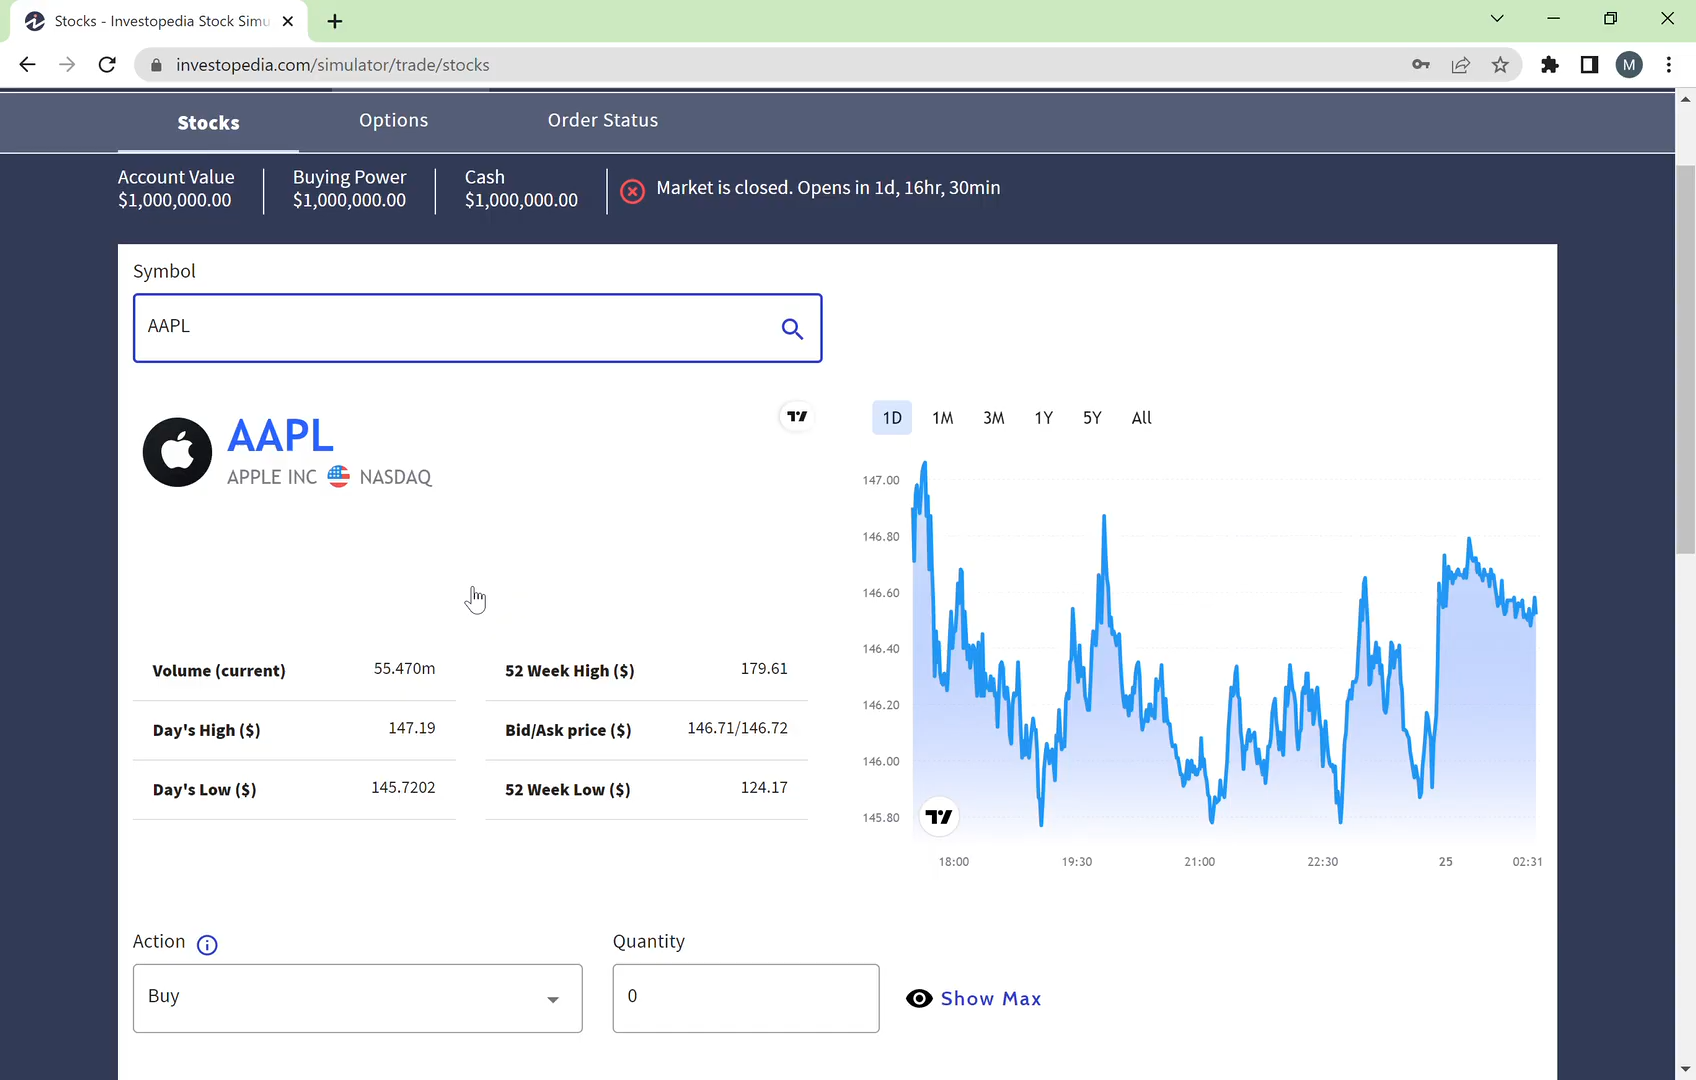 Stocks - Investopedia Stock Simu
investopedia.com/simulator/trade/stocks
M
Stocks Options Order Status
Account Value Buying Power Cash
$1,000,000.00 $1,000,000.00 $1,000,000.00
Market is closed. Opens in 1d, 16hr, 30min
Symbol
AAPL
AAPL
APPLE INC NASDAQ
1D 1M 3M 1Y 5Y All
147.00
146.80
146.60
146.40
146.20
146.00
145.80
18:00 19:30 21:00 22:30 25 02:31
Volume (current) 55.470m 52 Week High ($) 179.61
Day's High ($) 147.19 Bid/Ask price ($) 146.71/146.72
Day's Low ($) 145.7202 52 Week Low ($) 124.17
Action Quantity
Buy 0 Show Max